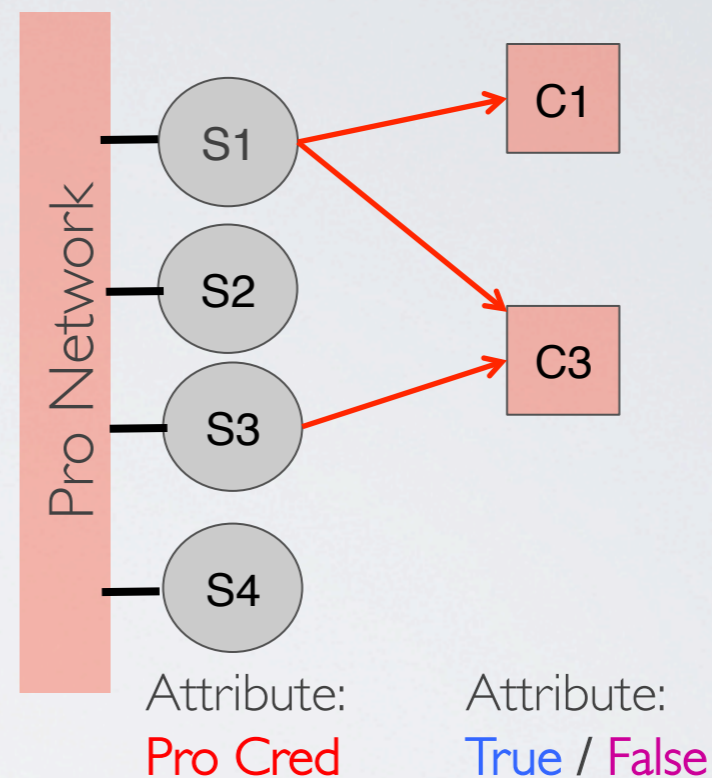 Pro Network
S1
S2
S3
S4
C1
C3
Attribute:
Pro Cred
Attribute:
True / False